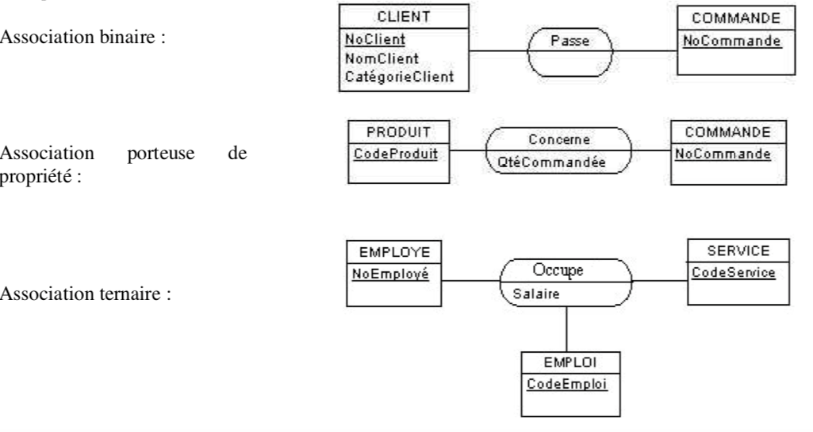 Association binaire :
CLIENT
NoClient
NomClient
CatégorieClient
Passe
COMMANDE
NoCommande
Association porteuse de
propriété :
PRODUIT
CodeProduit
Concerne
QtéCommandée
COMMANDE
NoCommande
Association ternaire :
EMPLOYE
NoEmployé
Occupe
Salaire
SERVICE
CodeService
EMPLOI
CodeEmploi